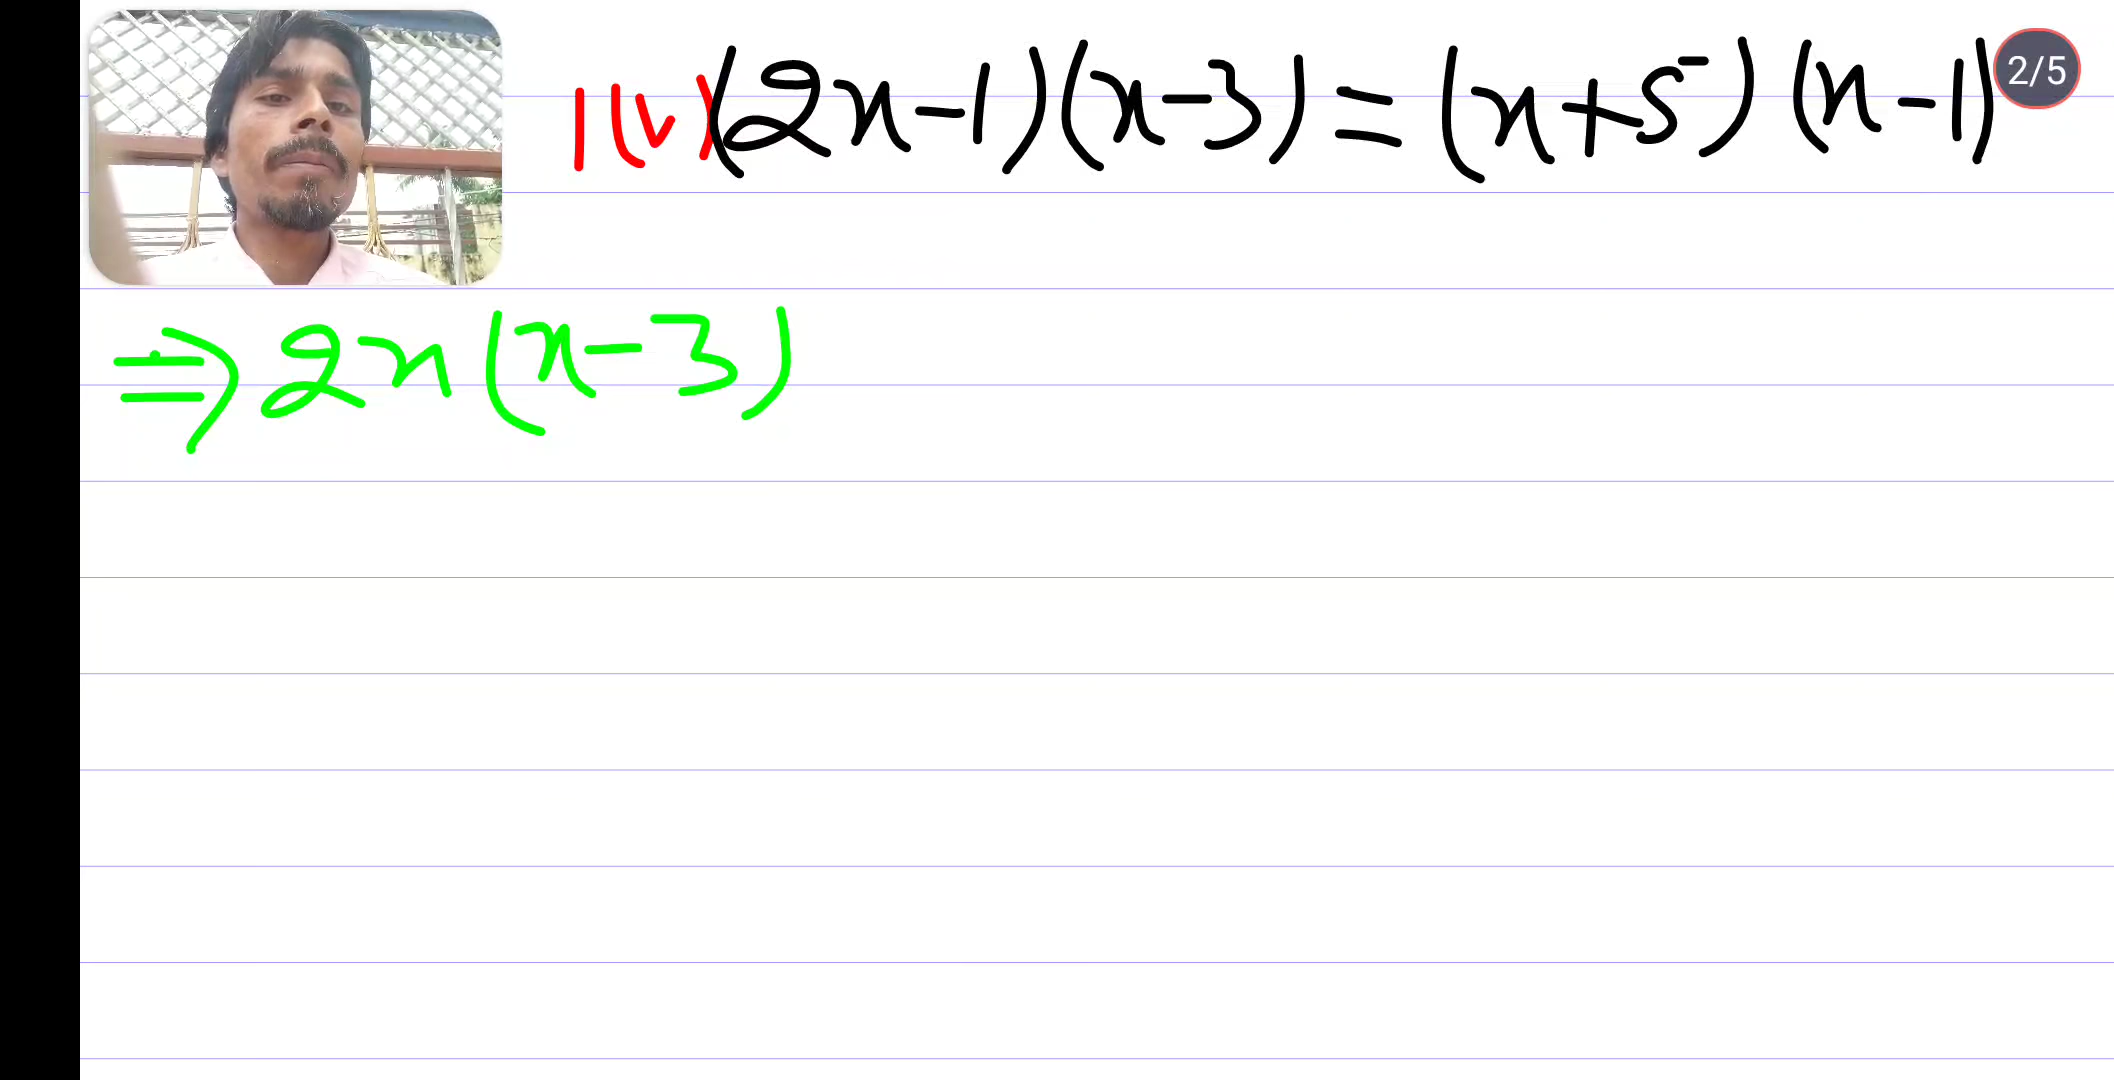 1(v) (2x-1)(x-3) = (x+5)(x-1)
2/5
⇒ 2x(x-3)